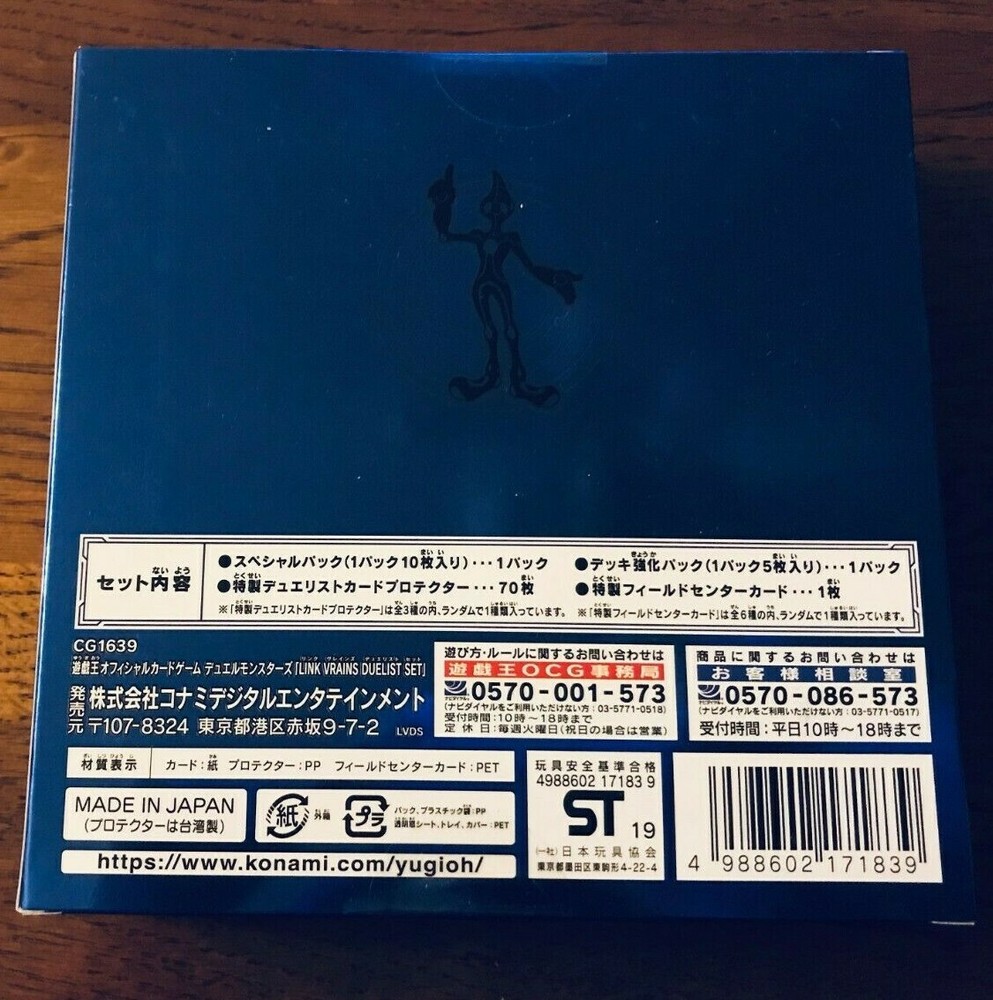 セット内容
ない よう
●スペシャルパック(1パック10枚入り)･･･1パック
●デッキ強化パック(1パック5枚入り)･･･1パック
●特製デュエリストカードプロテクター･･･70枚
●特製フィールドセンターカード･･･1枚
※「特製デュエリストカードプロテクター」は全3種の内、ランダムで1種類入っています。
※「特製フィールドセンターカード」は全6種の内、ランダムで1種類入っています。
CG1639
遊戯王オフィシャルカードゲーム デュエルモンスターズ「LINK VRAINS DUELIST SET」
発売元
株式会社コナミデジタルエンタテインメント
〒107-8324 東京都港区赤坂9-7-2 LVDS
遊び方・ルールに関するお問い合わせは
遊戯王OCG事務局
0570-001-573
(ナビダイヤルをご利用いただけない方：03-5771-0518)
受付時間：10時～18時まで
定休日：毎週火曜日(祝日の場合は営業)
商品に関するお問い合わせは
お客様相談室
0570-086-573
(ナビダイヤルをご利用いただけない方：03-5771-0517)
受付時間：平日10時～18時まで
材質表示
カード：紙 プロテクター：PP フィールドセンターカード：PET
MADE IN JAPAN
(プロテクターは台湾製)
紙 外箱
プラ
パック、プラスチック袋：PP
透明窓シート、トレイ、カバー：PET
https://www.konami.com/yugioh/
玩具安全基準合格
4988602 17183 9
ST 19
(一社)日本玩具協会
東京都墨田区東駒形4-22-4
4 988602 171839